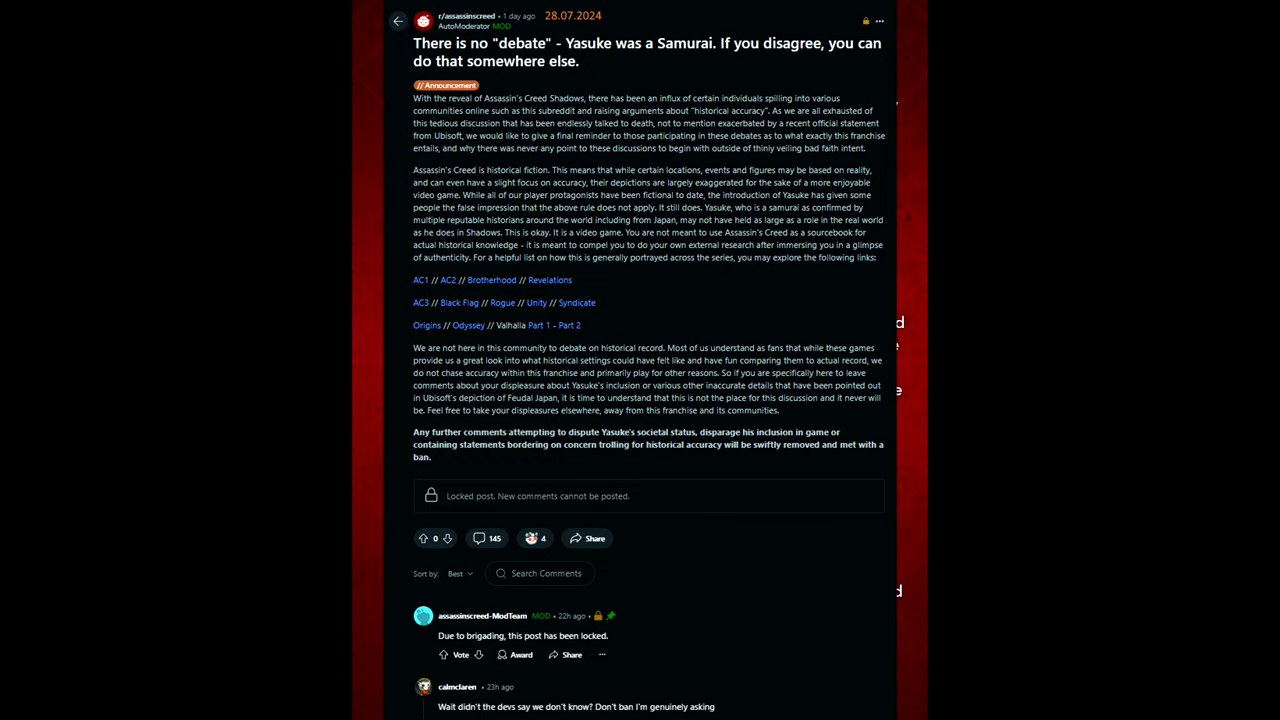 r/assassinscreed • 1 day ago 28.07.2024
AutoModerator MOD
There is no "debate" - Yasuke was a Samurai. If you disagree, you can
do that somewhere else.
// Announcement
With the reveal of Assassin's Creed Shadows, there has been an influx of certain individuals spilling into various
communities online such as this subreddit and raising arguments about "historical accuracy". As we are all exhausted of
this tedious discussion that has been endlessly talked to death, not to mention exacerbated by a recent official statement
from Ubisoft, we would like to give a final reminder to those participating in these debates as to what exactly this franchise
entails, and why there was never any point to these discussions to begin with outside of thinly veiling bad faith intent.
Assassin's Creed is historical fiction. This means that while certain locations, events and figures may be based on reality,
and can even have a slight focus on accuracy, their depictions are largely exaggerated for the sake of a more enjoyable
video game. While all of our player protagonists have been fictional to date, the introduction of Yasuke has given some
people the false impression that the above rule does not apply. It still does. Yasuke, who is a samurai as confirmed by
multiple reputable historians around the world including from Japan, may not have held as large as a role in the real world
as he does in Shadows. This is okay. It is a video game. You are not meant to use Assassin's Creed as a sourcebook for
actual historical knowledge - it is meant to compel you to do your own external research after immersing you in a glimpse
of authenticity. For a helpful list on how this is generally portrayed across the series, you may explore the following links:
AC1 // AC2 // Brotherhood // Revelations
AC3 // Black Flag // Rogue // Unity // Syndicate
Origins // Odyssey // Valhalla Part 1 - Part 2
We are not here in this community to debate on historical record. Most of us understand as fans that while these games
provide us a great look into what historical settings could have felt like and have fun comparing them to actual record, we
do not chase accuracy within this franchise and primarily play for other reasons. So if you are specifically here to leave
comments about your displeasure about Yasuke's inclusion or various other inaccurate details that have been pointed out
in Ubisoft's depiction of Feudal Japan, it is time to understand that this is not the place for this discussion and it never will
be. Feel free to take your displeasures elsewhere, away from this franchise and its communities.
Any further comments attempting to dispute Yasuke's societal status, disparage his inclusion in game or
containing statements bordering on concern trolling for historical accuracy will be swiftly removed and met with a
ban.
Locked post. New comments cannot be posted.
0 145 4 Share
Sort by: Best Search Comments
assassinscreed-ModTeam MOD • 22h ago
Due to brigading, this post has been locked.
Vote Award Share ...
calmclaren • 23h ago
Wait didn't the devs say we don't know? Don't ban I'm genuinely asking